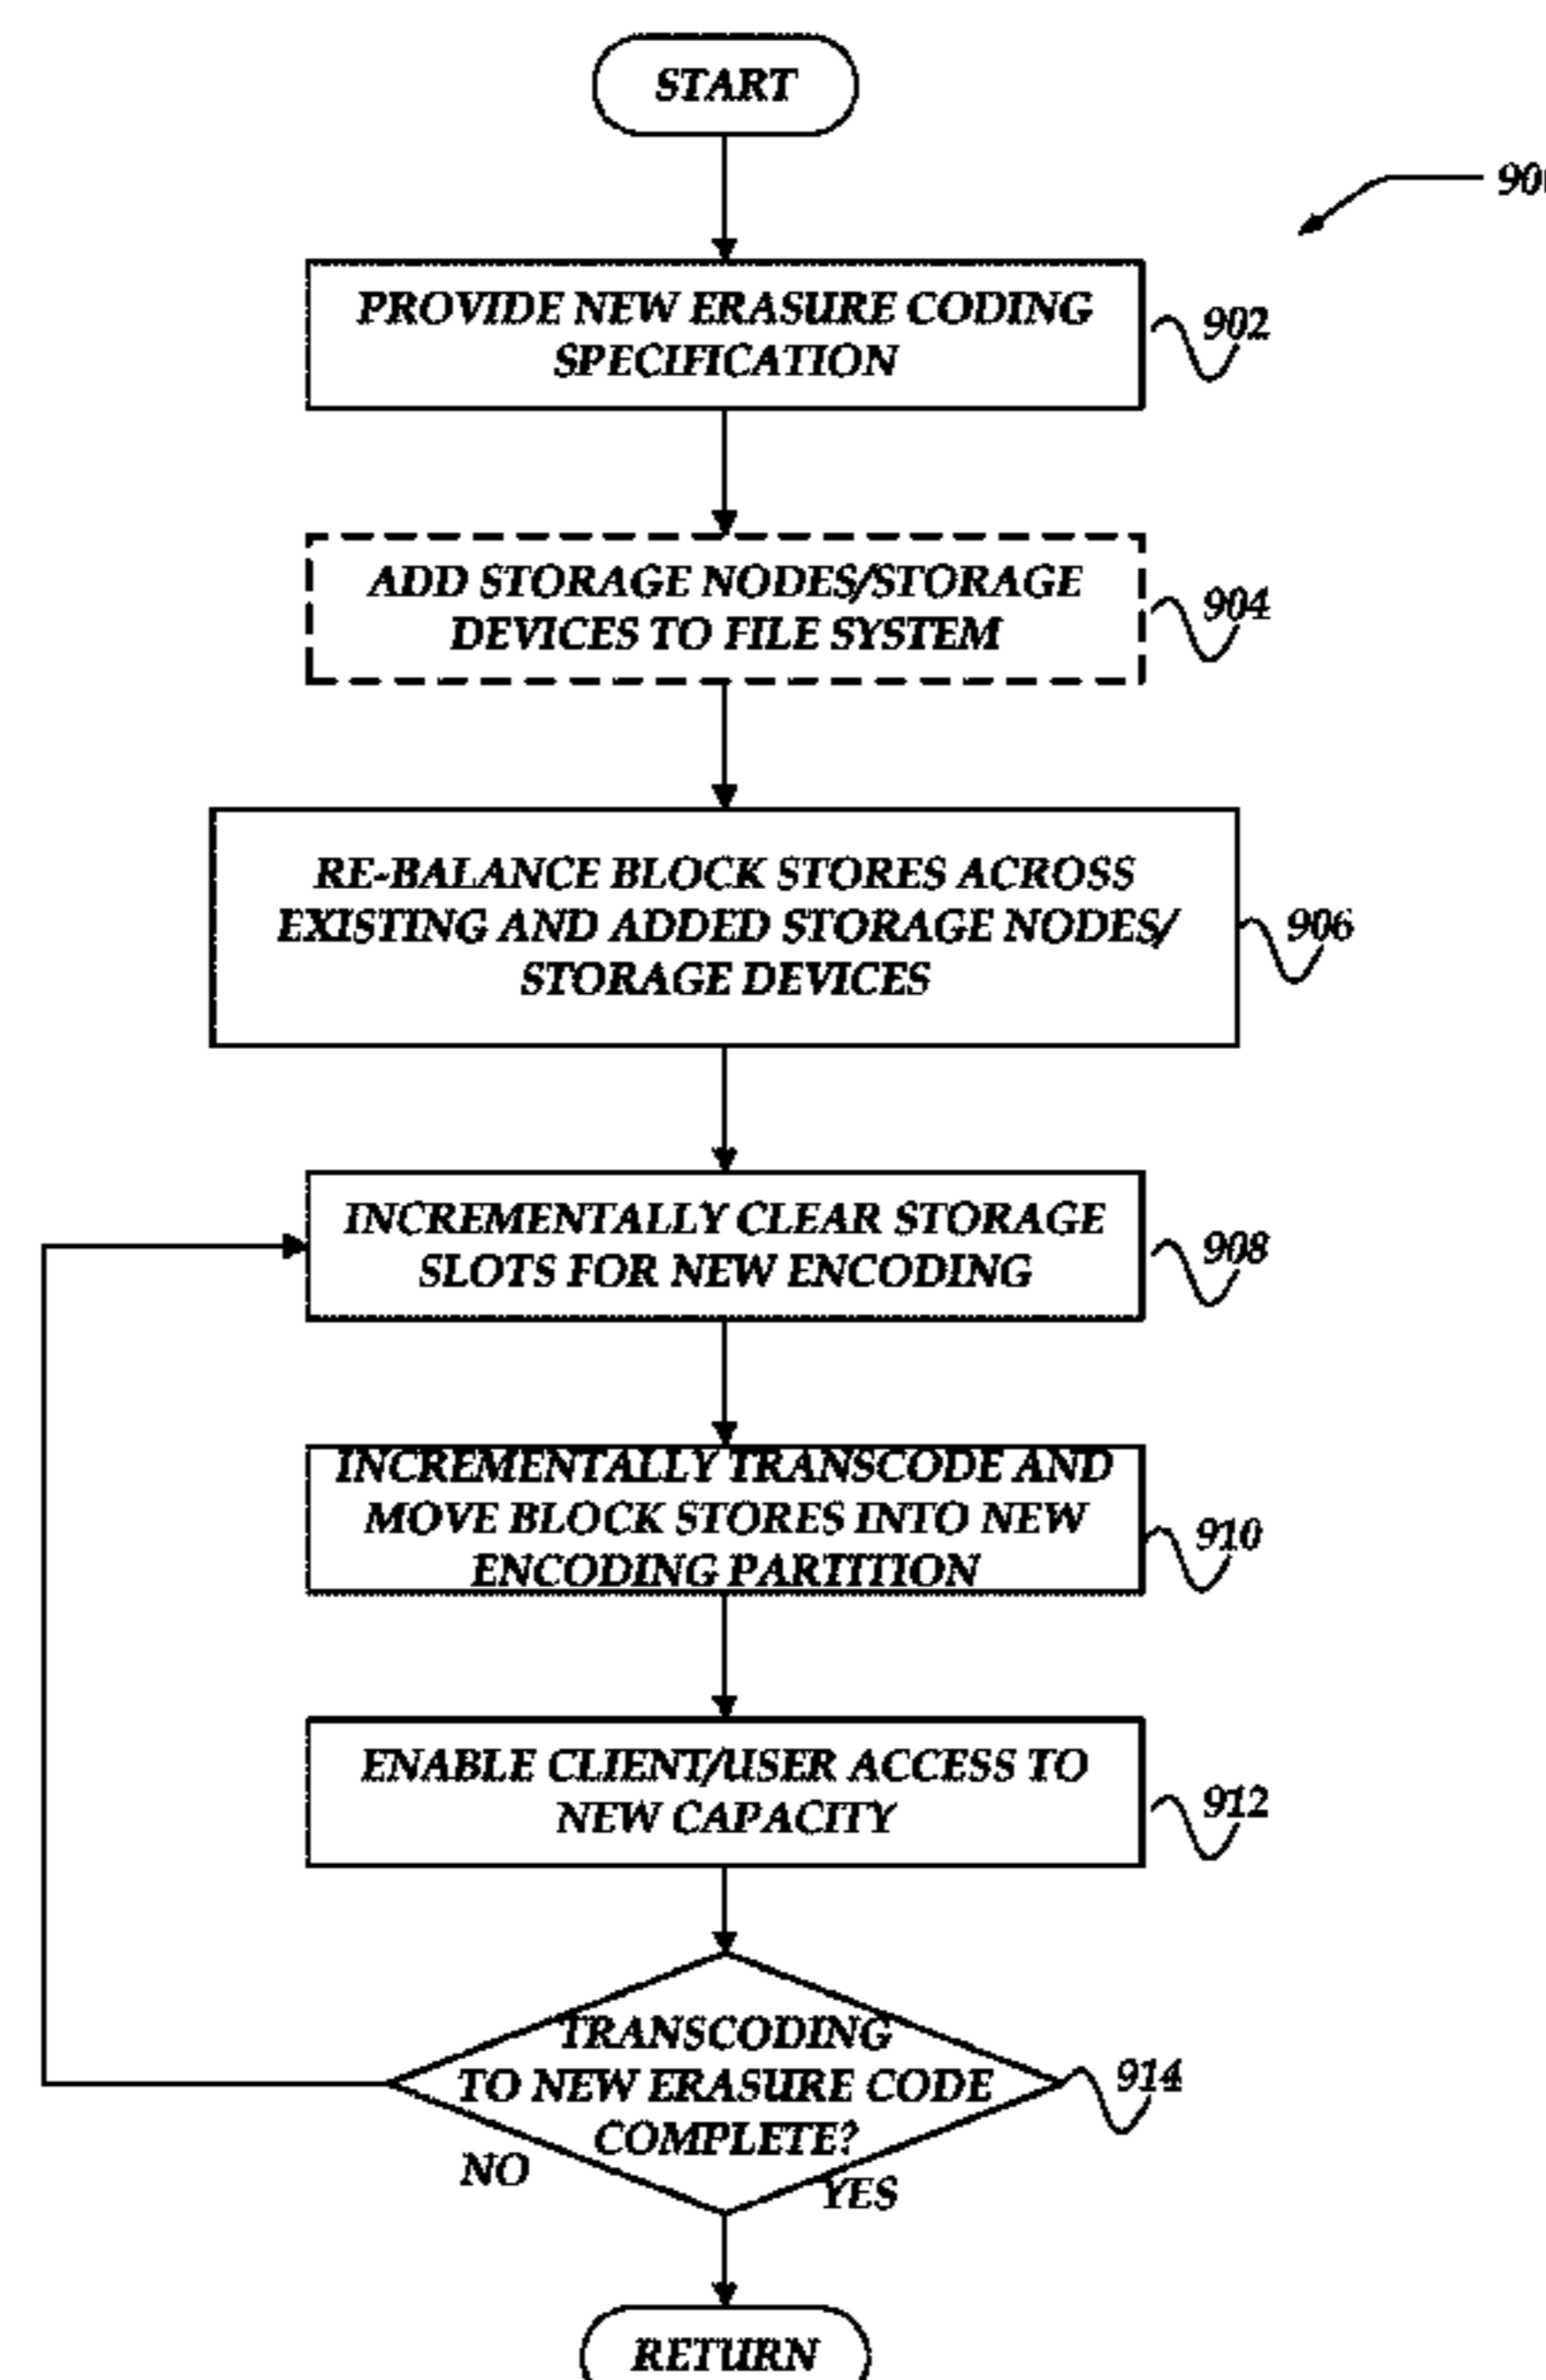 START
PROVIDE NEW ERASURE CODING
SPECIFICATION
902
ADD STORAGE NODES/STORAGE
DEVICES TO FILE SYSTEM
904
RE-BALANCE BLOCK STORES ACROSS
EXISTING AND ADDED STORAGE NODES/
STORAGE DEVICES
906
INCREMENTALLY CLEAR STORAGE
SLOTS FOR NEW ENCODING
908
INCREMENTALLY TRANSCODE AND
MOVE BLOCK STORES INTO NEW
ENCODING PARTITION
910
ENABLE CLIENT/USER ACCESS TO
NEW CAPACITY
912
TRANSCODING
TO NEW ERASURE CODE
COMPLETE?
914
NO
YES
RETURN